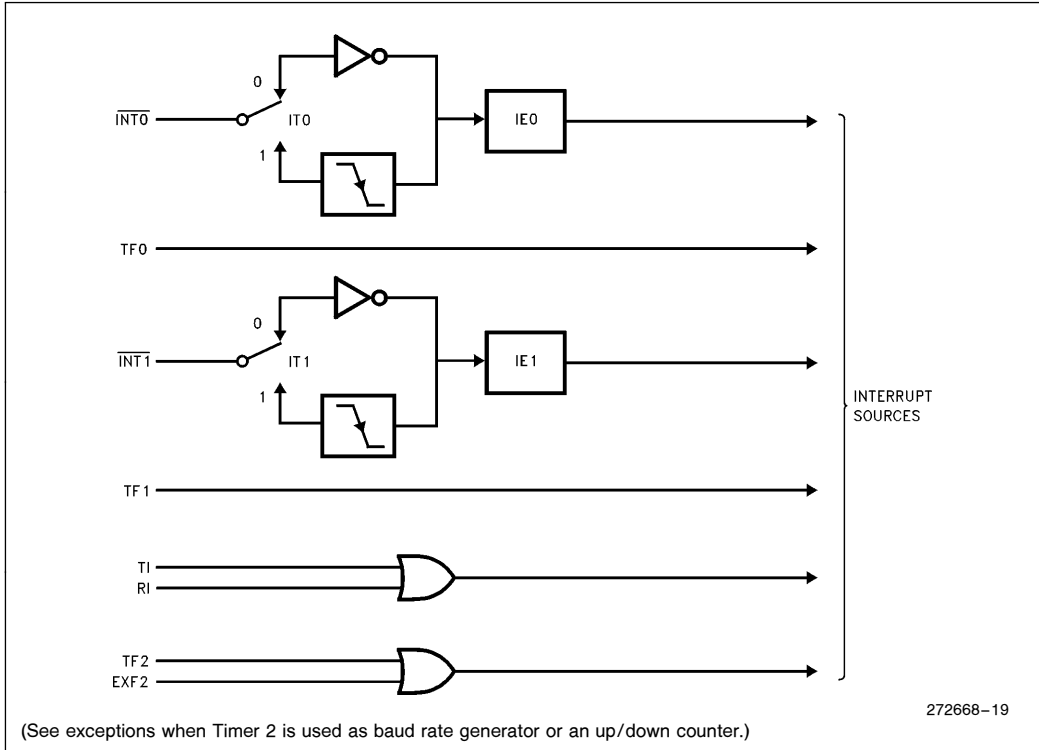 0
INT0
IT0
IE0
1
TF0
0
INT1
IT1
IE1
1
INTERRUPT
SOURCES
TF1
TI
RI
TF2
EXF2
272668–19
(See exceptions when Timer 2 is used as baud rate generator or an up/down counter.)